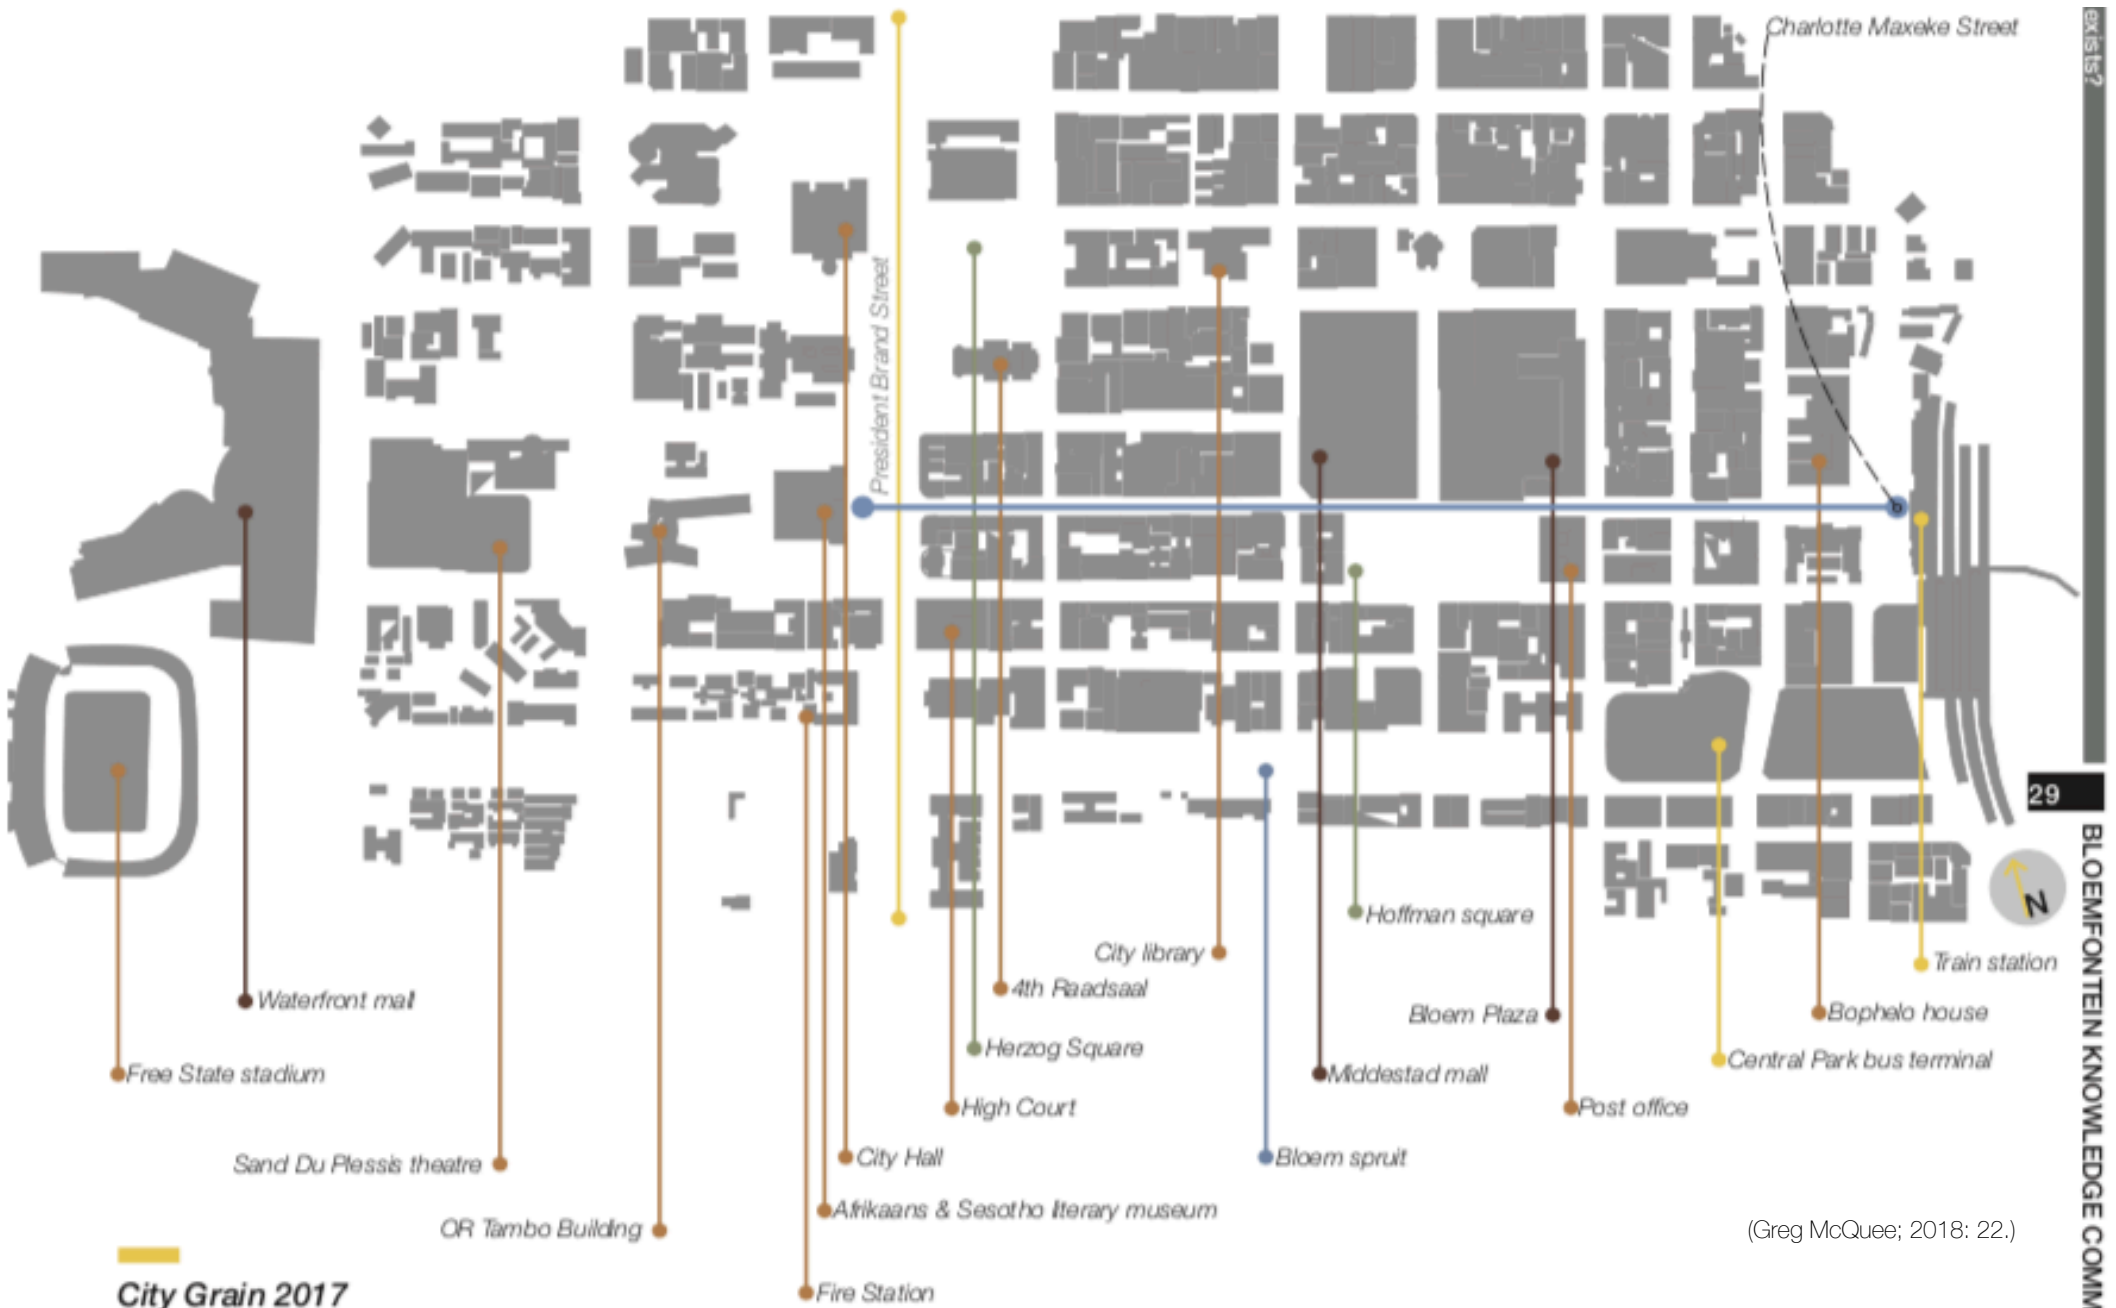 Charlotte Maxeke Street
exists?
President Brand Street
29
BLOEMFONTEIN KNOWLEDGE COMM
N
Hoffman square
City library
Train station
4th Raadsaal
Waterfront mall
Bloem Plaza
Bophelo house
Herzog Square
Central Park bus terminal
Free State stadium
Middestad mall
High Court
Post office
Sand Du Plessis theatre
City Hall
Bloem spruit
Afrikaans & Sesotho literary museum
OR Tambo Building
(Greg McQuee; 2018: 22.)
City Grain 2017
Fire Station